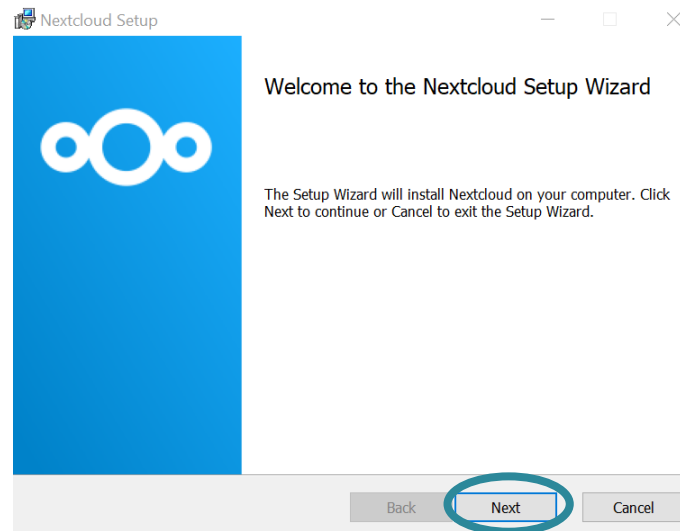 Nextcloud Setup
Welcome to the Nextcloud Setup Wizard
The Setup Wizard will install Nextcloud on your computer. Click
Next to continue or Cancel to exit the Setup Wizard.
Back
Next
Cancel